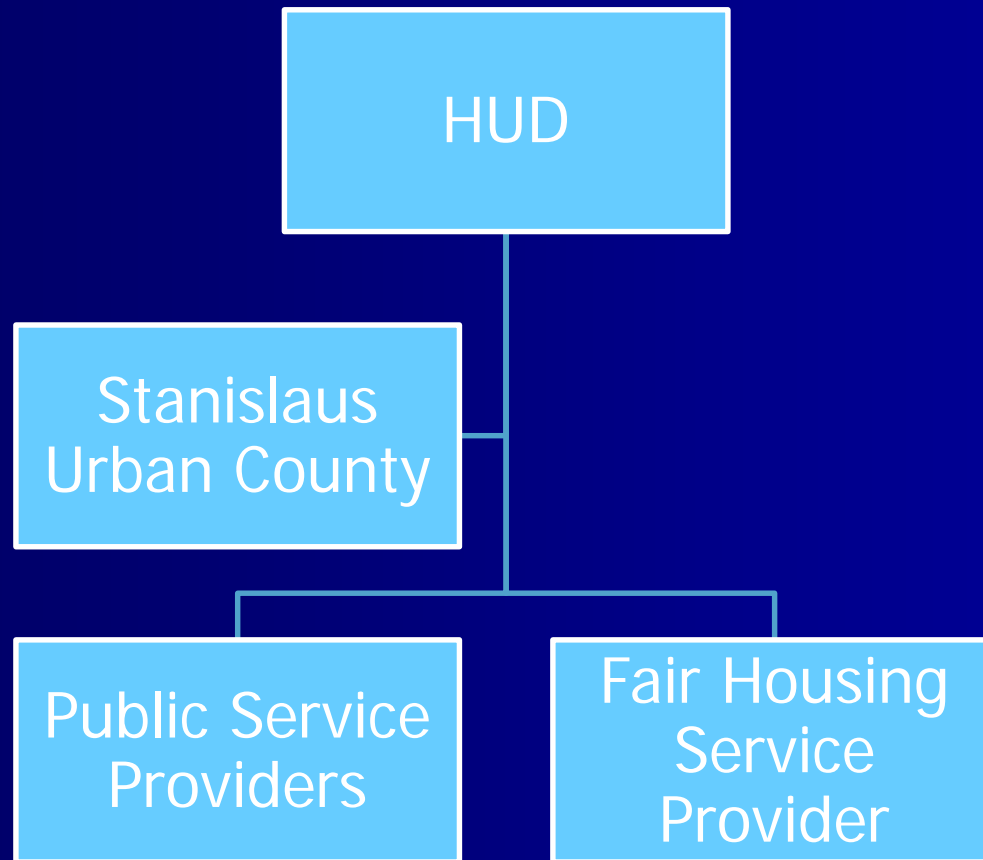 HUD
Stanislaus
Urban County
Public Service
Providers
Fair Housing
Service
Provider